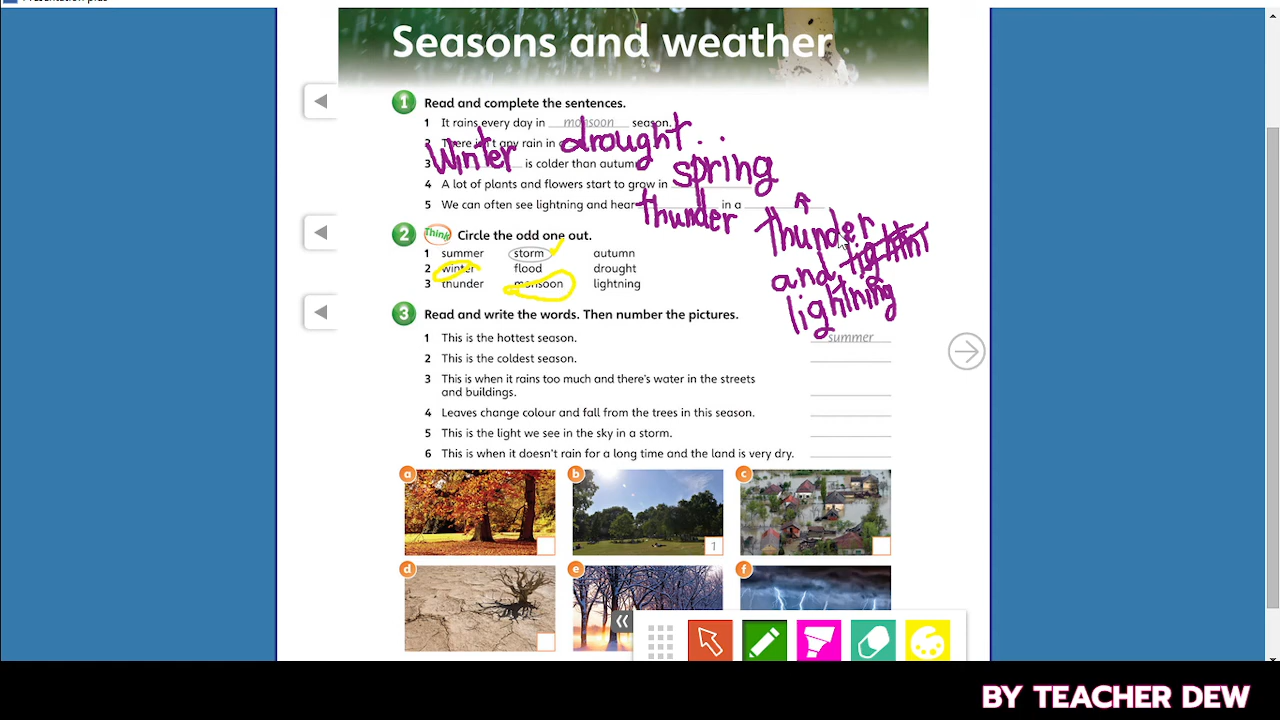 Seasons and weather
1 Read and complete the sentences.
1 It rains every day in monsoon season.
2 There isn't any rain in a drought..
3 Winter is colder than autumn
4 A lot of plants and flowers start to grow in spring
5 We can often see lightning and hear thunder in a
thunder
and
lightning
2 Think Circle the odd one out.
1 summer storm autumn
2 winter flood drought
3 thunder monsoon lightning
3 Read and write the words. Then number the pictures.
1 This is the hottest season. summer
2 This is the coldest season.
3 This is when it rains too much and there's water in the streets
and buildings.
4 Leaves change colour and fall from the trees in this season.
5 This is the light we see in the sky in a storm.
6 This is when it doesn't rain for a long time and the land is very dry.
a b c
1
d e f
BY TEACHER DEW